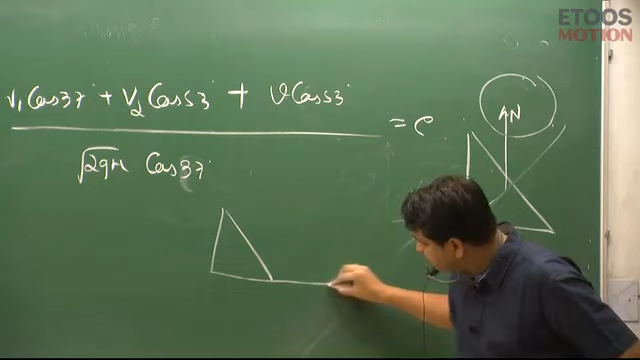 ETOOS
MOTION
v₁ Cos37° + V₂ Cos53° + v Cos53°
= e
√2gH Cos37°
N